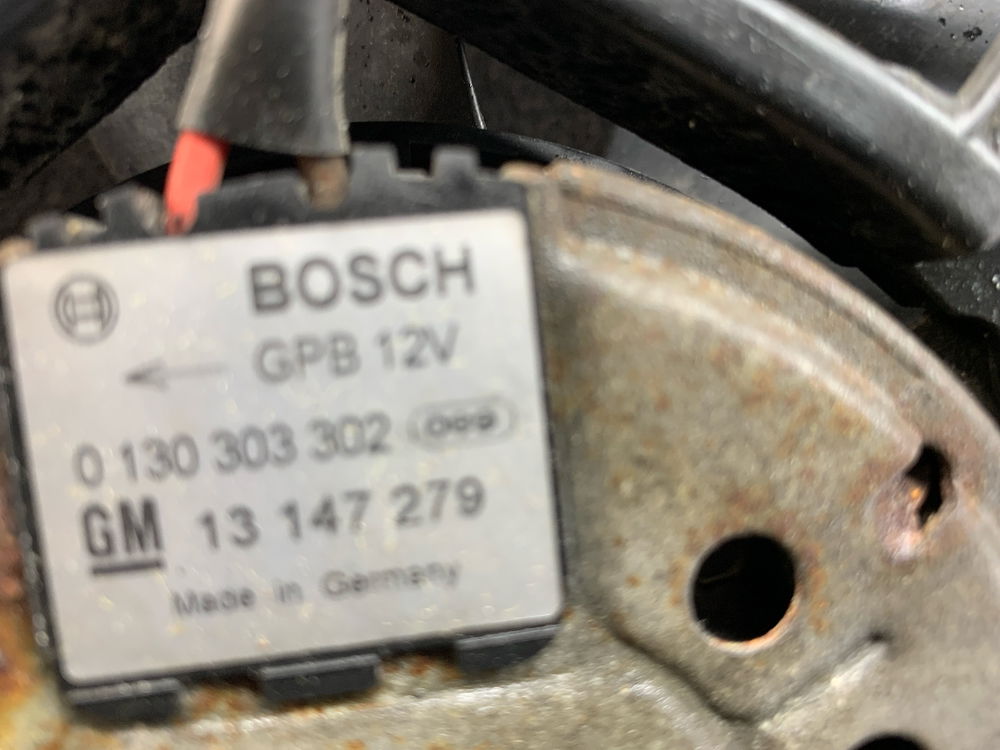 BOSCH
GPB 12V
0 130 303 302
GM 13 147 279
Made in Germany